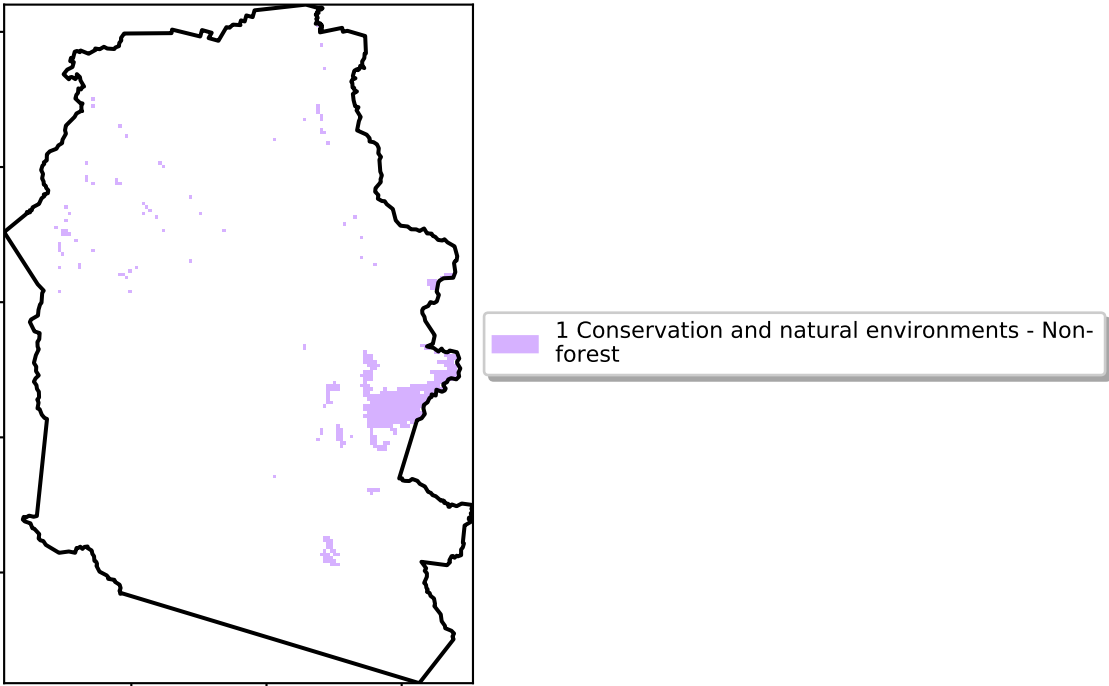 1 Conservation and natural environments - Non-
forest